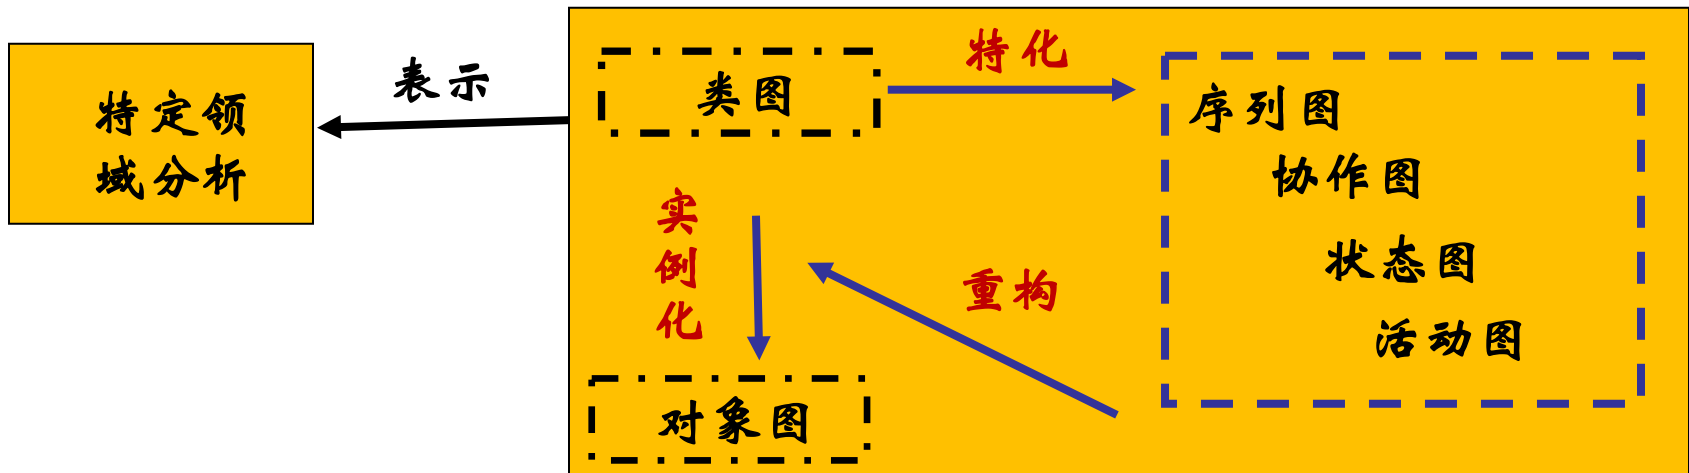 特定领
域分析
表示
类图
特化
序列图
协作图
状态图
活动图
实
例
化
重构
对象图